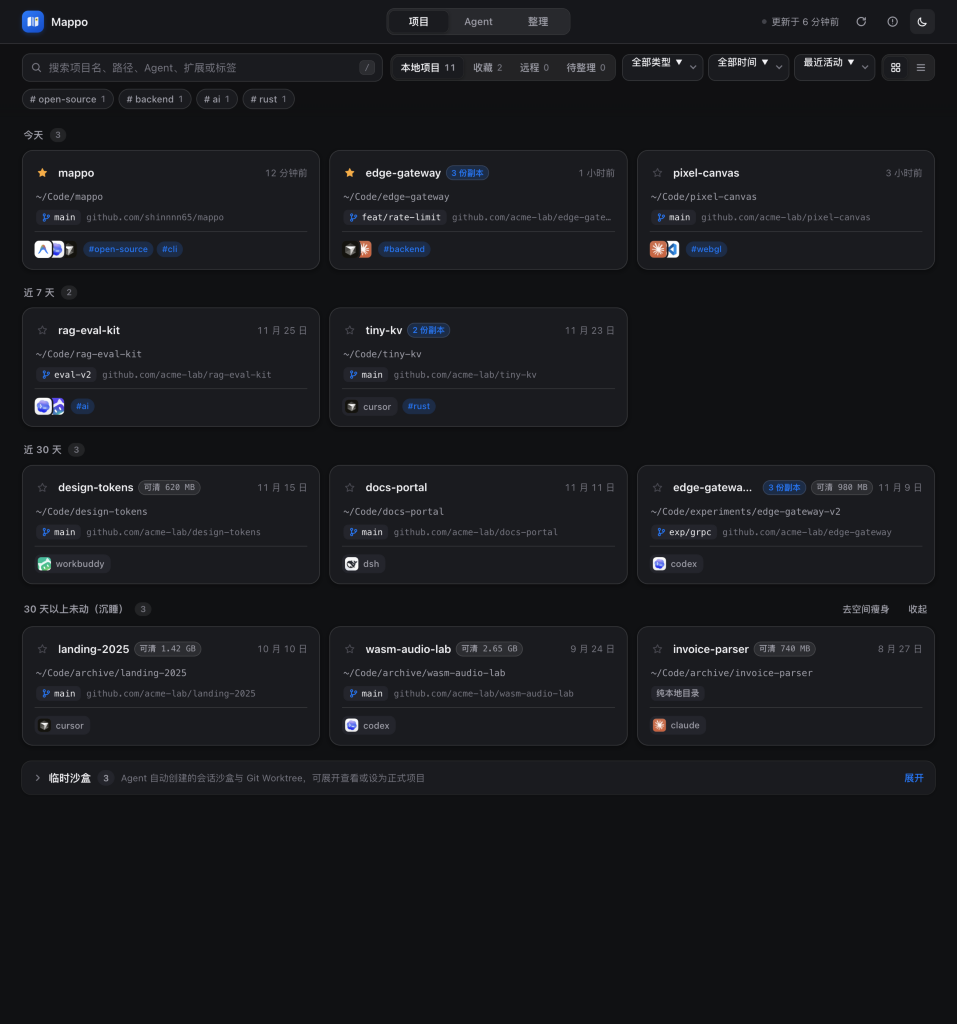 Mappo
项目 Agent 整理
更新于 6 分钟前
搜索项目名、路径、Agent、扩展或标签 /
本地项目 11 收藏 2 远程 0 待整理 0
全部类型 ▼ 全部时间 ▼ 最近活动 ▼
# open-source 1 # backend 1 # ai 1 # rust 1
今天 3
mappo 12 分钟前
~/Code/mappo
main github.com/shinnnn65/mappo
#open-source #cli
edge-gateway 3 份副本 1 小时前
~/Code/edge-gateway
feat/rate-limit github.com/acme-lab/edge-gate…
#backend
pixel-canvas 3 小时前
~/Code/pixel-canvas
main github.com/acme-lab/pixel-canvas
#webgl
近 7 天 2
rag-eval-kit 11 月 25 日
~/Code/rag-eval-kit
eval-v2 github.com/acme-lab/rag-eval-kit
#ai
tiny-kv 2 份副本 11 月 23 日
~/Code/tiny-kv
main github.com/acme-lab/tiny-kv
cursor #rust
近 30 天 3
design-tokens 可清 620 MB 11 月 15 日
~/Code/design-tokens
main github.com/acme-lab/design-tokens
workbuddy
docs-portal 11 月 11 日
~/Code/docs-portal
main github.com/acme-lab/docs-portal
dsh
edge-gatewa... 3 份副本 可清 980 MB 11 月 9 日
~/Code/experiments/edge-gateway-v2
exp/grpc github.com/acme-lab/edge-gateway
codex
30 天以上未动（沉睡） 3 去空间瘦身 收起
landing-2025 可清 1.42 GB 10 月 10 日
~/Code/archive/landing-2025
main github.com/acme-lab/landing-2025
cursor
wasm-audio-lab 可清 2.65 GB 9 月 24 日
~/Code/archive/wasm-audio-lab
main github.com/acme-lab/wasm-audio-lab
codex
invoice-parser 可清 740 MB 8 月 27 日
~/Code/archive/invoice-parser
纯本地目录
claude
临时沙盒 3 Agent 自动创建的会话沙盒与 Git Worktree，可展开查看或设为正式项目 展开